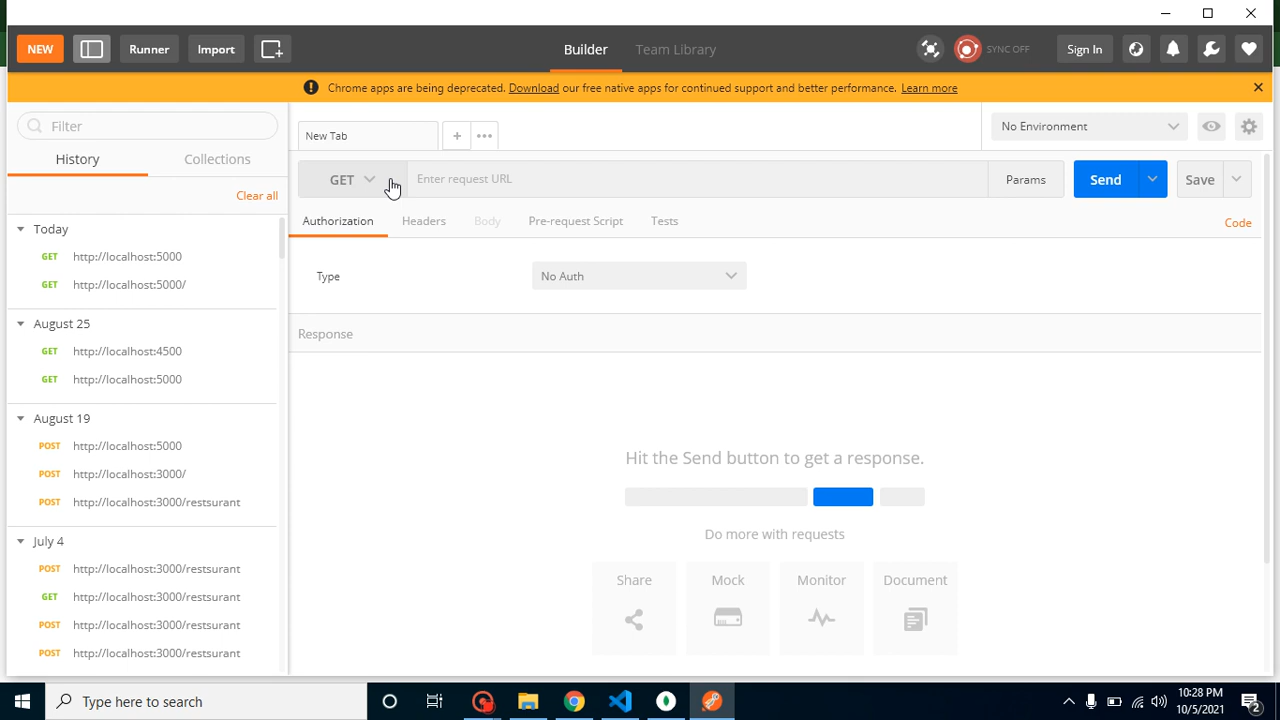 NEW
Runner
Import
Builder
Team Library
SYNC OFF
Sign In
Chrome apps are being deprecated. Download our free native apps for continued support and better performance. Learn more
Filter
History
Collections
Clear all
Today
GET http://localhost:5000
GET http://localhost:5000/
August 25
GET http://localhost:4500
GET http://localhost:5000
August 19
POST http://localhost:5000
POST http://localhost:3000/
POST http://localhost:3000/restsurant
July 4
POST http://localhost:3000/restsurant
GET http://localhost:3000/restsurant
POST http://localhost:3000/restsurant
POST http://localhost:3000/restsurant
New Tab
No Environment
GET
Enter request URL
Params
Send
Save
Authorization
Headers
Body
Pre-request Script
Tests
Code
Type
No Auth
Response
Hit the Send button to get a response.
Do more with requests
Share
Mock
Monitor
Document
Type here to search
10:28 PM
10/5/2021
2